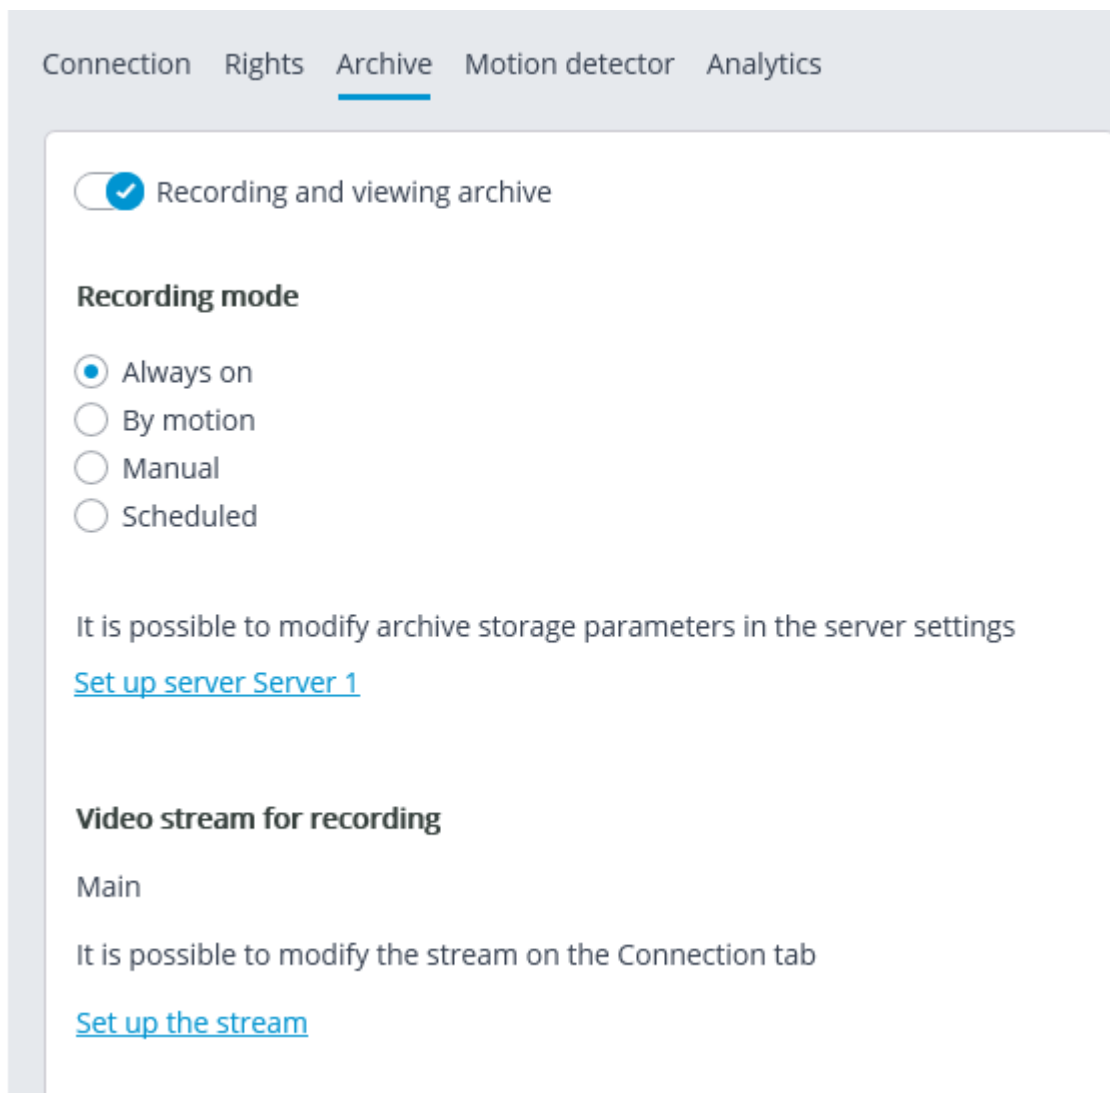 Connection Rights Archive Motion detector Analytics
Recording and viewing archive
Recording mode
Always on
By motion
Manual
Scheduled
It is possible to modify archive storage parameters in the server settings
Set up server Server 1
Video stream for recording
Main
It is possible to modify the stream on the Connection tab
Set up the stream